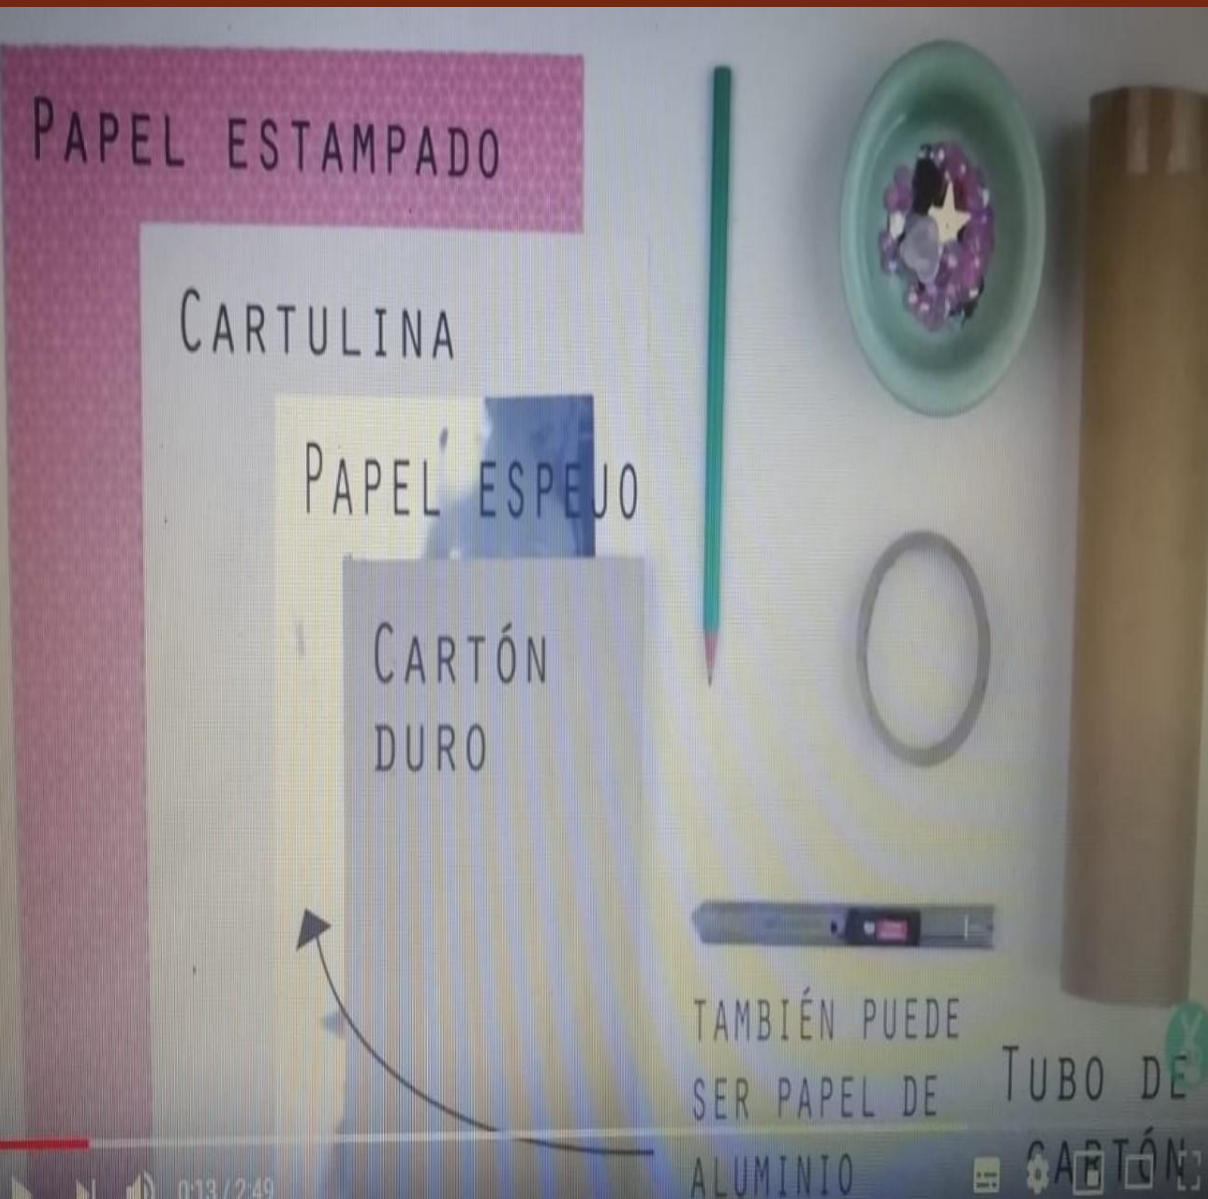 PAPEL ESTAMPADO
CARTULINA
PAPEL ESPEJO
CARTÓN
DURO
TAMBIÉN PUEDE
SER PAPEL DE
ALUMINIO
TUBO DE
CARTÓN
0:13 / 2:49